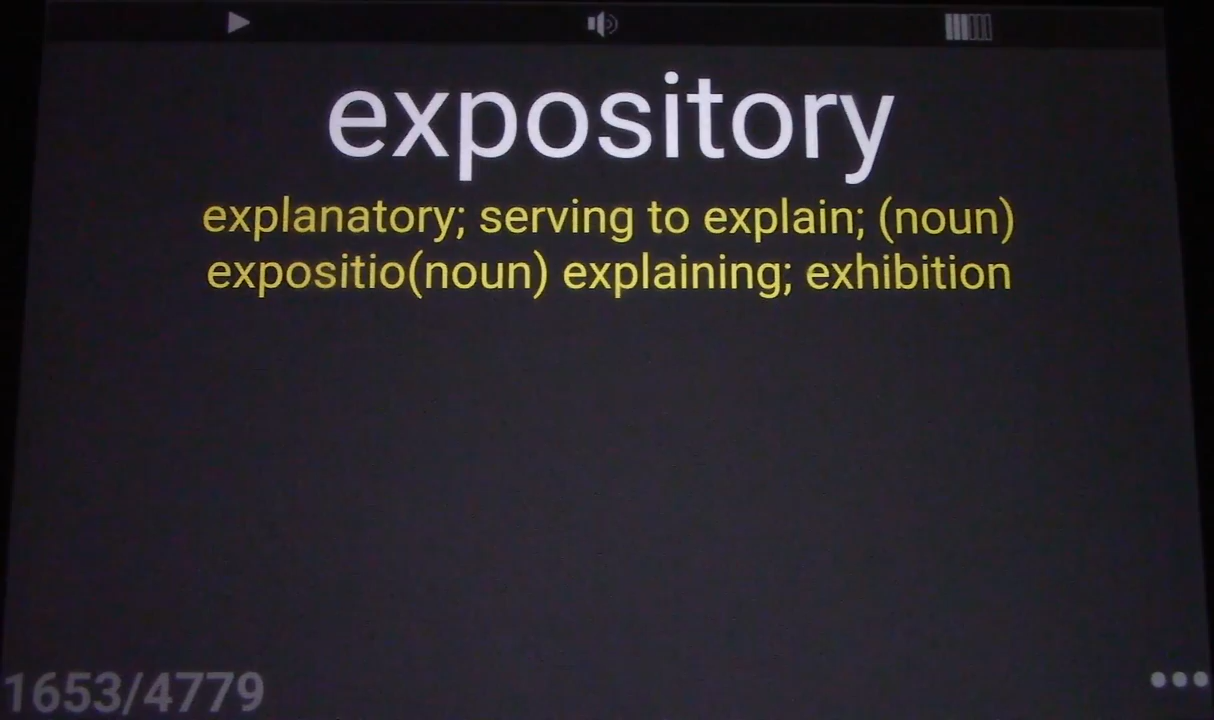 expository
explanatory; serving to explain; (noun)
expositio(noun) explaining; exhibition
1653/4779